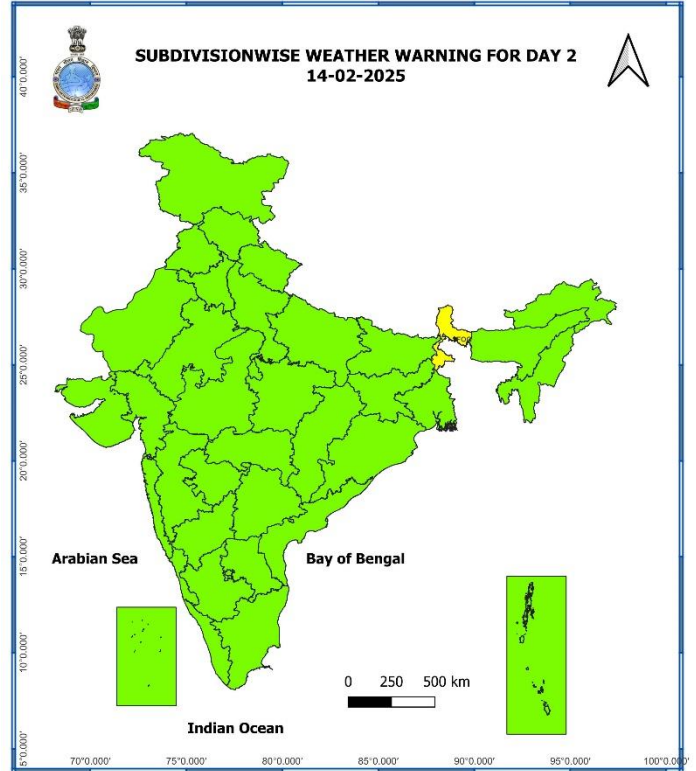 SUBDIVISIONWISE WEATHER WARNING FOR DAY 2
14-02-2025
40°0.000'
35°0.000'
30°0.000'
25°0.000'
20°0.000'
15°0.000'
10°0.000'
5°0.000'
Arabian Sea
Bay of Bengal
0 250 500 km
Indian Ocean
70°0.000' 75°0.000' 80°0.000' 85°0.000' 90°0.000' 95°0.000' 100°0.000'